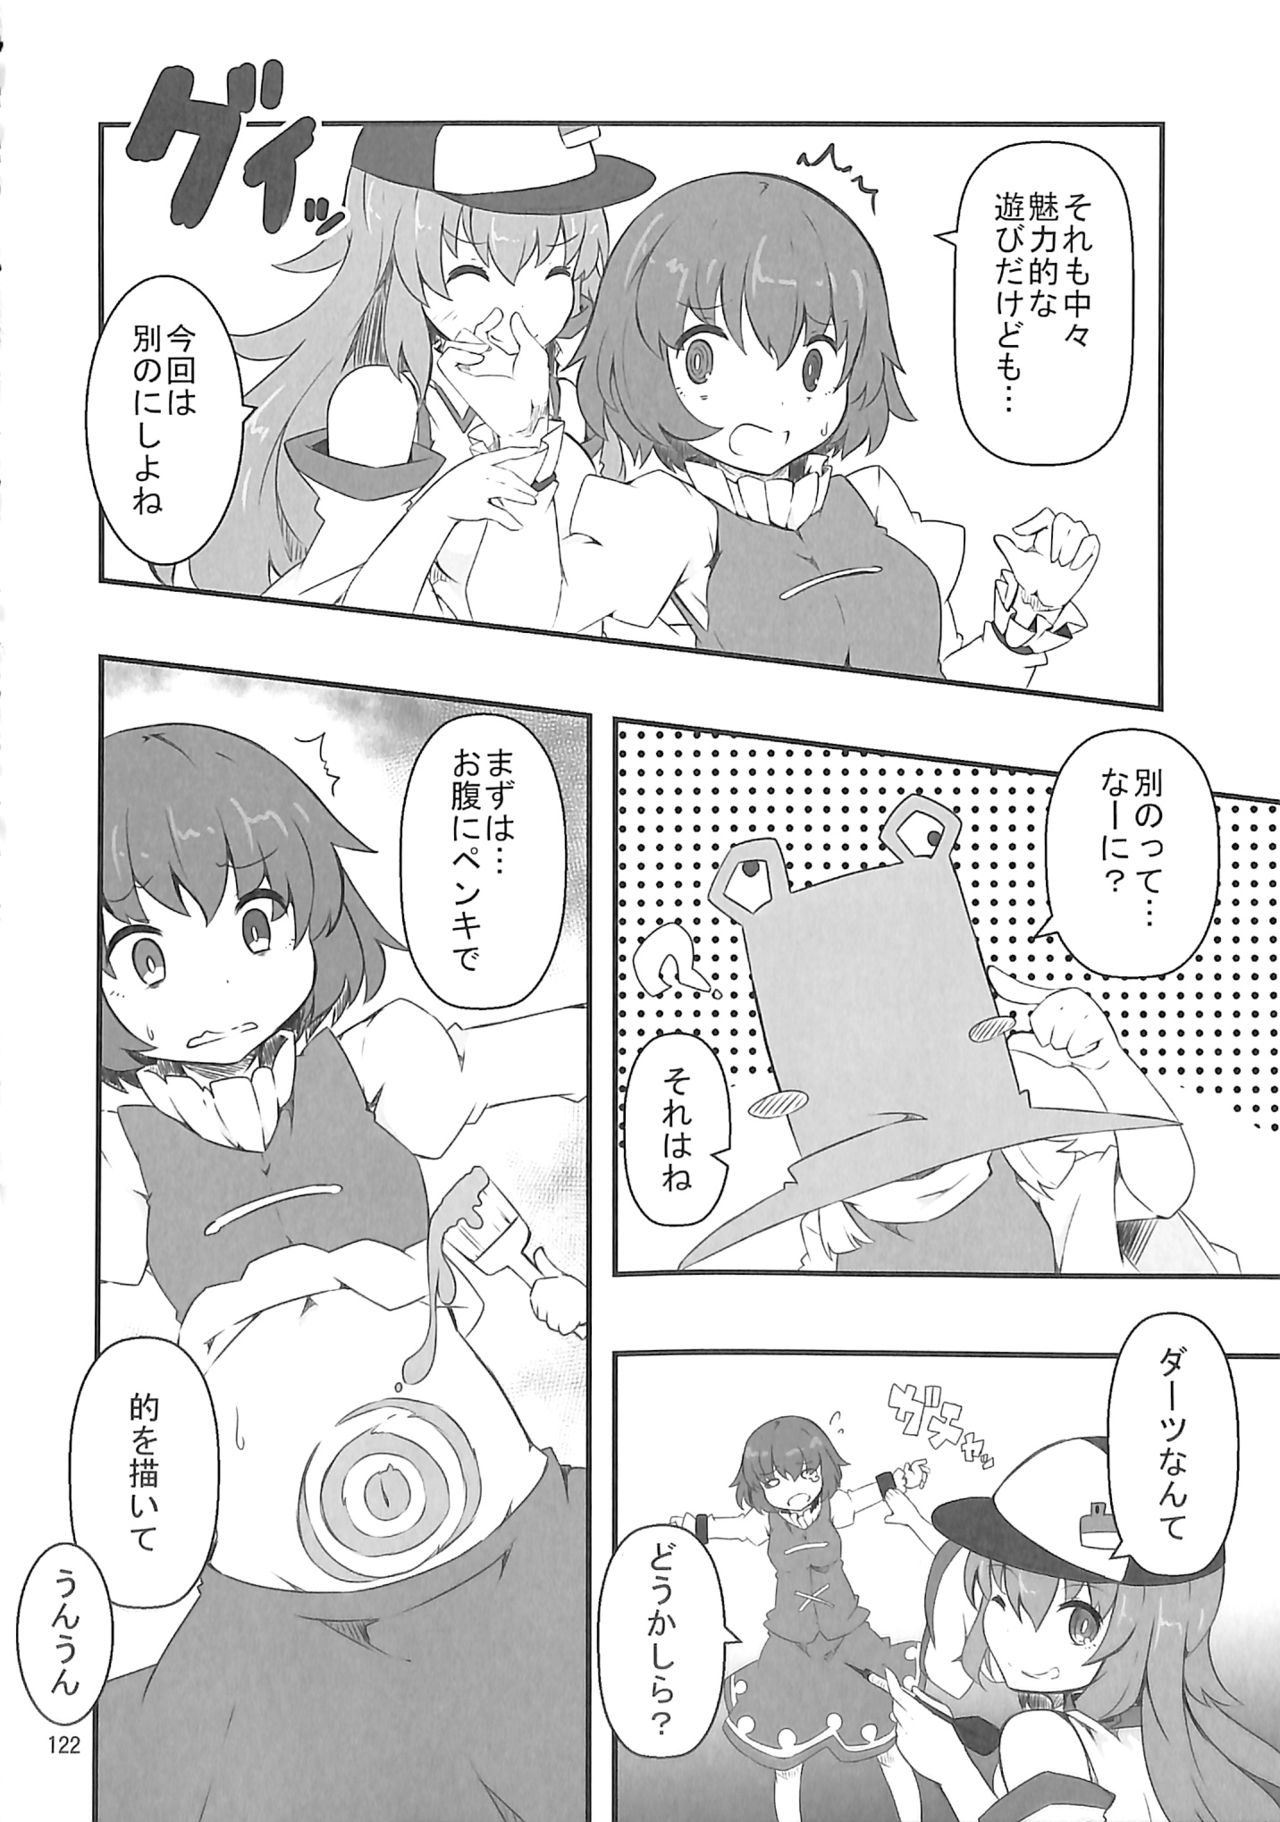 それも中々
魅力的な
遊びだけども…
グイッ
今回は
別のにしよね
別のって…
なーに?
それはね
ダーツなんて
ガチャッ
どうかしら?
まずは…
お腹にペンキで
的を描いて
うんうん
122